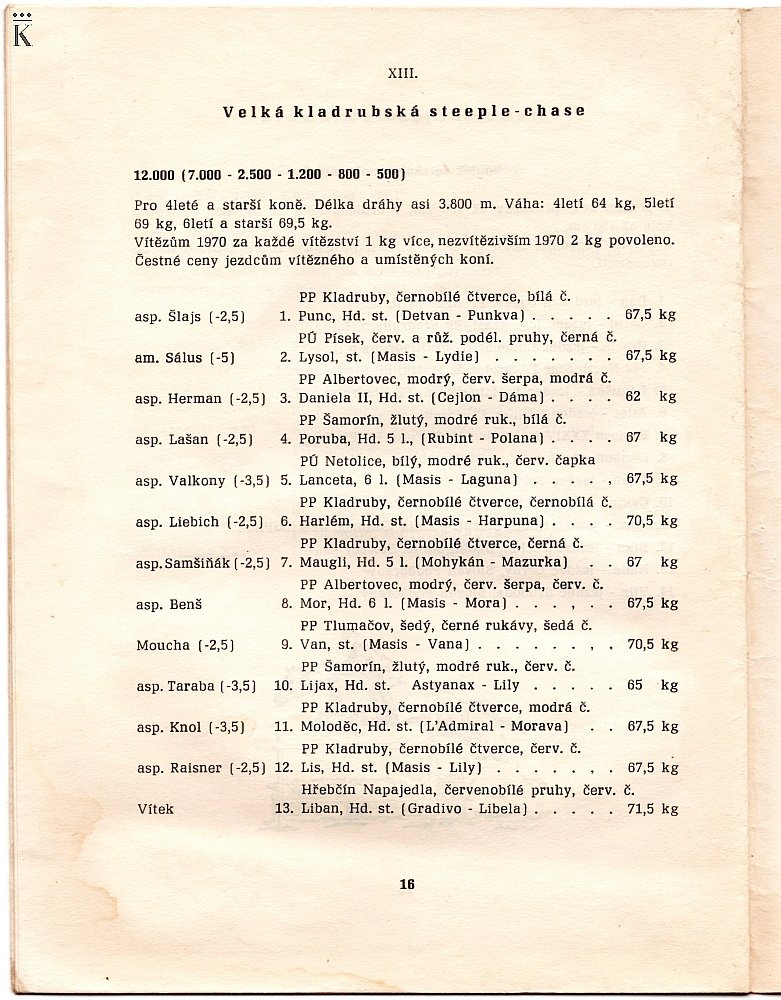 K
XIII.
Velká kladrubská steeple-chase
12.000 (7.000 - 2.500 - 1.200 - 800 - 500)
Pro 4leté a starší koně. Délka dráhy asi 3.800 m. Váha: 4letí 64 kg, 5letí
69 kg, 6letí a starší 69,5 kg.
Vítězům 1970 za každé vítězství 1 kg více, nezvítězivším 1970 2 kg povoleno.
Čestné ceny jezdcům vítězného a umístěných koní.
PP Kladruby, černobílé čtverce, bílá č.
asp. Šlajs (-2,5) 1. Punc, Hd. st. (Detvan - Punkva) . . . . . 67,5 kg
PÚ Písek, červ. a růž. podél. pruhy, černá č.
am. Sálus (-5) 2. Lysol, st. (Masis - Lydie) . . . . . . . 67,5 kg
PP Albertovec, modrý, červ. šerpa, modrá č.
asp. Herman (-2,5) 3. Daniela II, Hd. st. (Cejlon - Dáma) . . . . 62 kg
PP Šamorín, žlutý, modré ruk., bílá č.
asp. Lašan (-2,5) 4. Poruba, Hd. 5 l., (Rubint - Polana) . . . . 67 kg
PÚ Netolice, bílý, modré ruk., červ. čapka
asp. Valkony (-3,5) 5. Lanceta, 6 l. (Masis - Laguna) . . . . . , 67,5 kg
PP Kladruby, černobílé čtverce, černobílá č.
asp. Liebich (-2,5) 6. Harlém, Hd. st. (Masis - Harpuna) . . . . 70,5 kg
PP Kladruby, černobílé čtverce, černá č.
asp. Samšiňák (-2,5) 7. Maugli, Hd. 5 l. (Mohykán - Mazurka) . . 67 kg
PP Albertovec, modrý, červ. šerpa, červ. č.
asp. Benš 8. Mor, Hd. 6 l. (Masis - Mora) . . . , . . 67,5 kg
PP Tlumačov, šedý, černé rukávy, šedá č.
Moucha (-2,5) 9. Van, st. (Masis - Vana) . . . . . . , . 70,5 kg
PP Šamorín, žlutý, modré ruk., červ. č.
asp. Taraba (-3,5) 10. Lijax, Hd. st. Astyanax - Lily . . . . . 65 kg
PP Kladruby, černobílé čtverce, modrá č.
asp. Knol (-3,5) 11. Moloděc, Hd. st. (L'Admiral - Morava) . . 67,5 kg
PP Kladruby, černobílé čtverce, červ. č.
asp. Raisner (-2,5) 12. Lis, Hd. st. (Masis - Lily) . . . . . , . 67,5 kg
Hřebčín Napajedla, červenobílé pruhy, červ. č.
Vítek 13. Liban, Hd. st. (Gradivo - Libela) . . . . . 71,5 kg
16